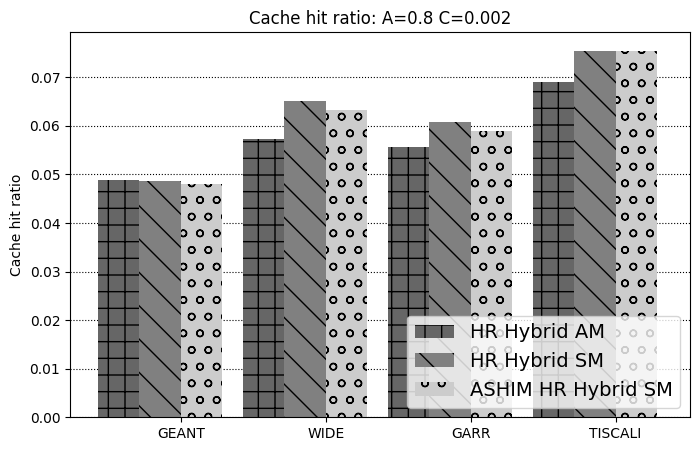 Cache hit ratio: A=0.8 C=0.002
Cache hit ratio
0.07
0.06
0.05
0.04
0.03
0.02
0.01
0.00
GEANT
WIDE
GARR
TISCALI
HR Hybrid AM
HR Hybrid SM
ASHIM HR Hybrid SM